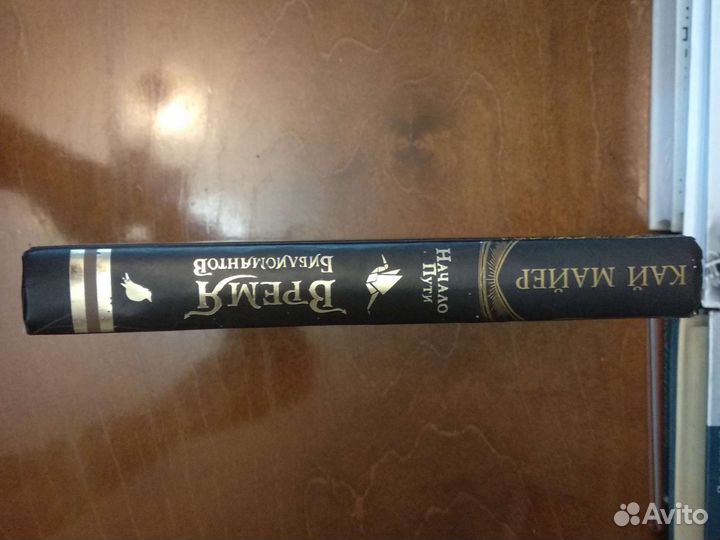 КАЙ МАЙЕР
НАЧАЛО
ПУТИ
ВРЕМЯ
БИБЛИОМАНТОВ
Avito